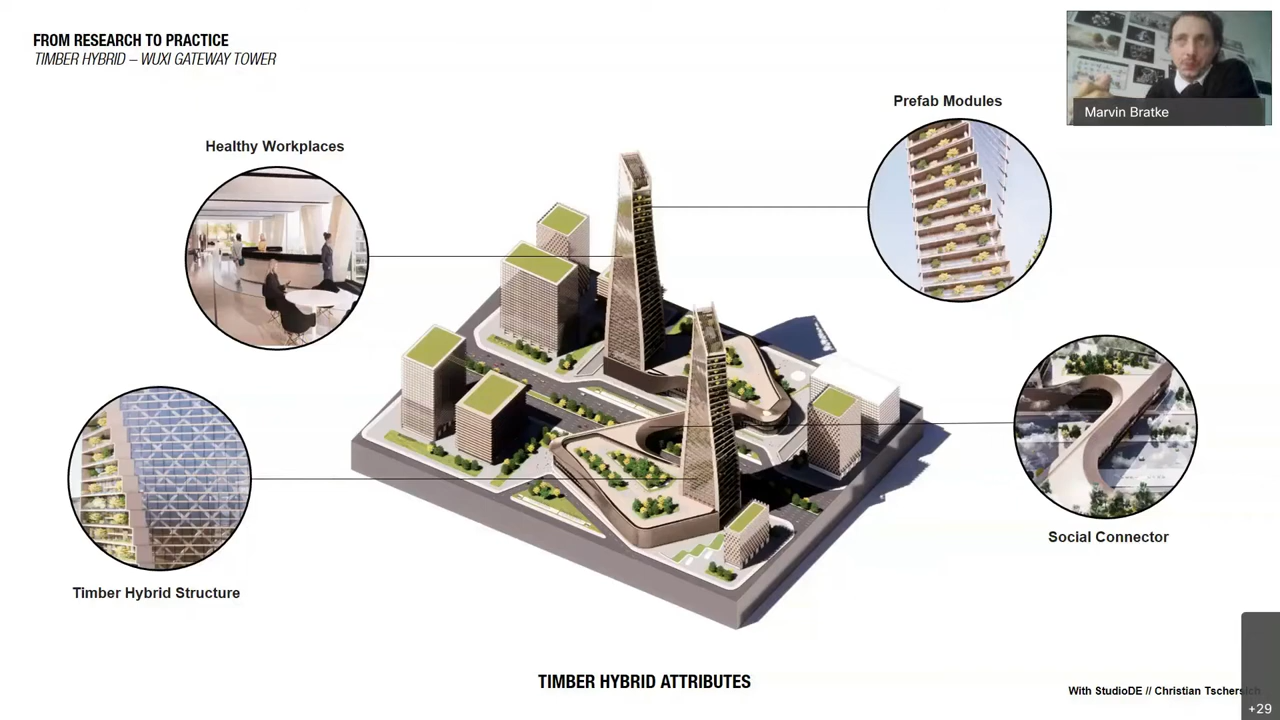 FROM RESEARCH TO PRACTICE
TIMBER HYBRID – WUXI GATEWAY TOWER
Marvin Bratke
Prefab Modules
Healthy Workplaces
Social Connector
Timber Hybrid Structure
TIMBER HYBRID ATTRIBUTES
With StudioDE // Christian Tschersich
+29